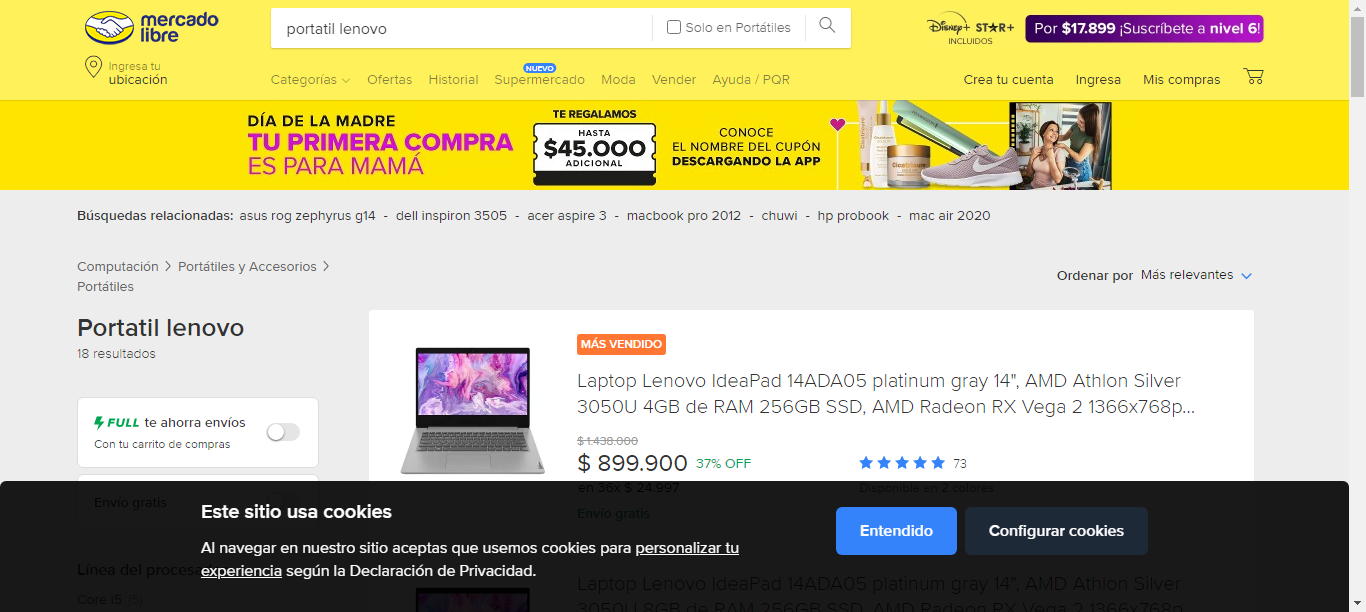 mercado
libre
portatil lenovo
Solo en Portátiles
Disney+ STAR+
INCLUIDOS
Por $17.899 ¡Suscríbete a nivel 6!
Ingresa tu
ubicación
Categorías
Ofertas
Historial
NUEVO
Supermercado
Moda
Vender
Ayuda / PQR
Crea tu cuenta
Ingresa
Mis compras
DÍA DE LA MADRE
TU PRIMERA COMPRA
ES PARA MAMÁ
TE REGALAMOS
HASTA
$45.000
ADICIONAL
CONOCE
EL NOMBRE DEL CUPÓN
DESCARGANDO LA APP
Cicatricure
Búsquedas relacionadas: asus rog zephyrus g14 - dell inspiron 3505 - acer aspire 3 - macbook pro 2012 - chuwi - hp probook - mac air 2020
Computación > Portátiles y Accesorios >
Portátiles
Ordenar por Más relevantes
Portatil lenovo
18 resultados
FULL te ahorra envíos
Con tu carrito de compras
Envío gratis
Línea del procesa
Core i5 (5)
MÁS VENDIDO
Laptop Lenovo IdeaPad 14ADA05 platinum gray 14", AMD Athlon Silver
3050U 4GB de RAM 256GB SSD, AMD Radeon RX Vega 2 1366x768p...
$ 1.438.000
$ 899.900 37% OFF
73
en 36x $ 24.997
Disponible en 2 colores
Envío gratis
Laptop Lenovo IdeaPad 14ADA05 platinum gray 14", AMD Athlon Silver
3050U 8GB de RAM 256GB SSD, AMD Radeon RX Vega 2 1366x768p...
Este sitio usa cookies
Al navegar en nuestro sitio aceptas que usemos cookies para personalizar tu
experiencia según la Declaración de Privacidad.
Entendido
Configurar cookies